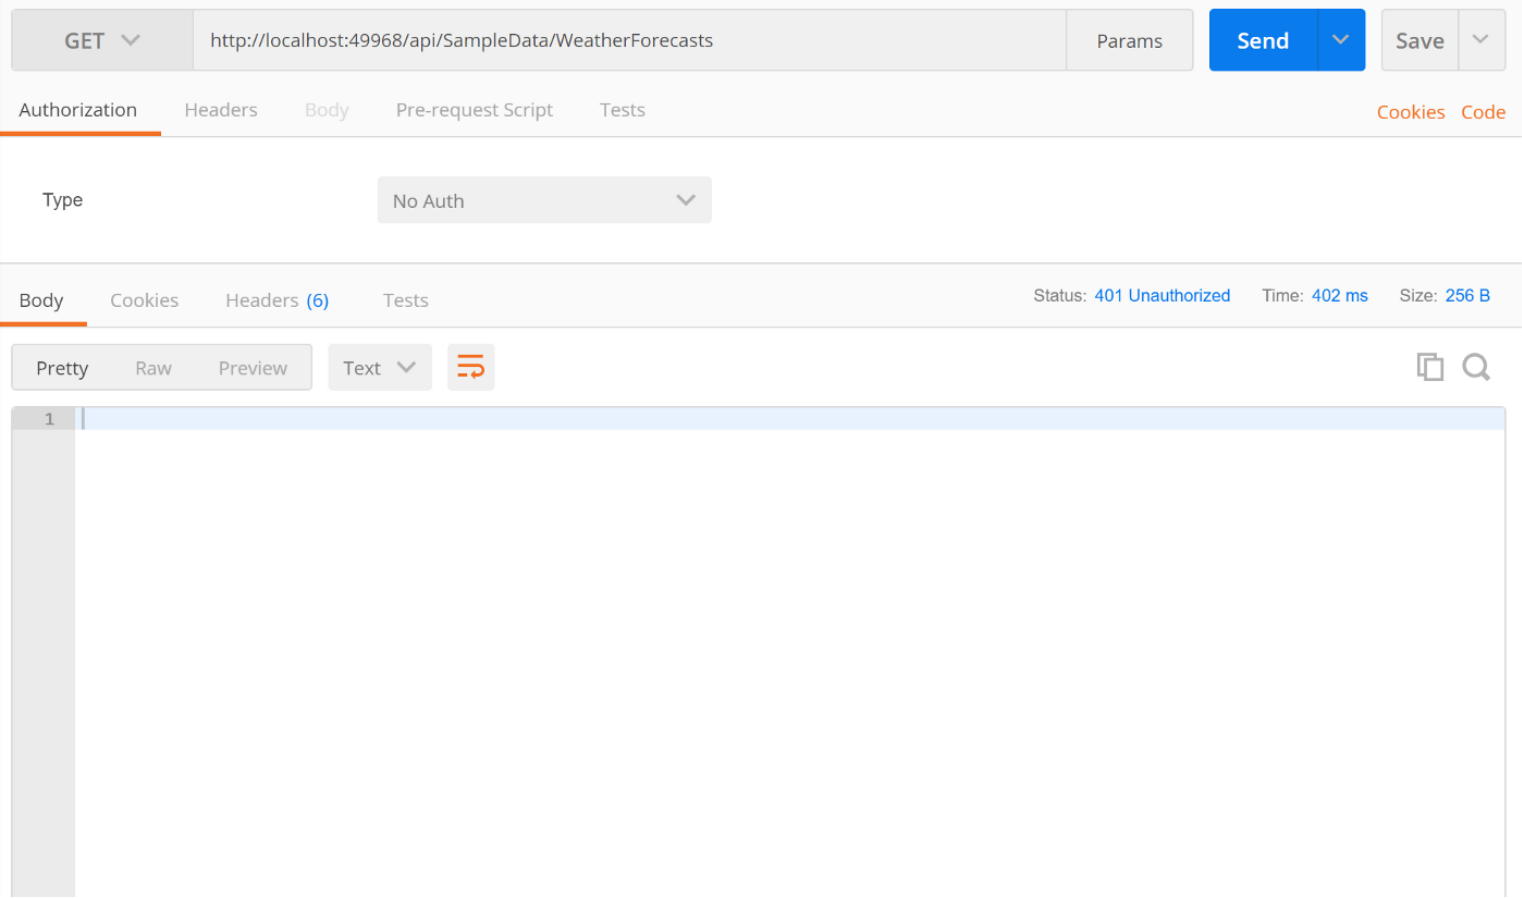 GET http://localhost:49968/api/SampleData/WeatherForecasts Params Send Save
Authorization Headers Body Pre-request Script Tests Cookies Code
Type No Auth
Body Cookies Headers (6) Tests Status: 401 Unauthorized Time: 402 ms Size: 256 B
Pretty Raw Preview Text
1